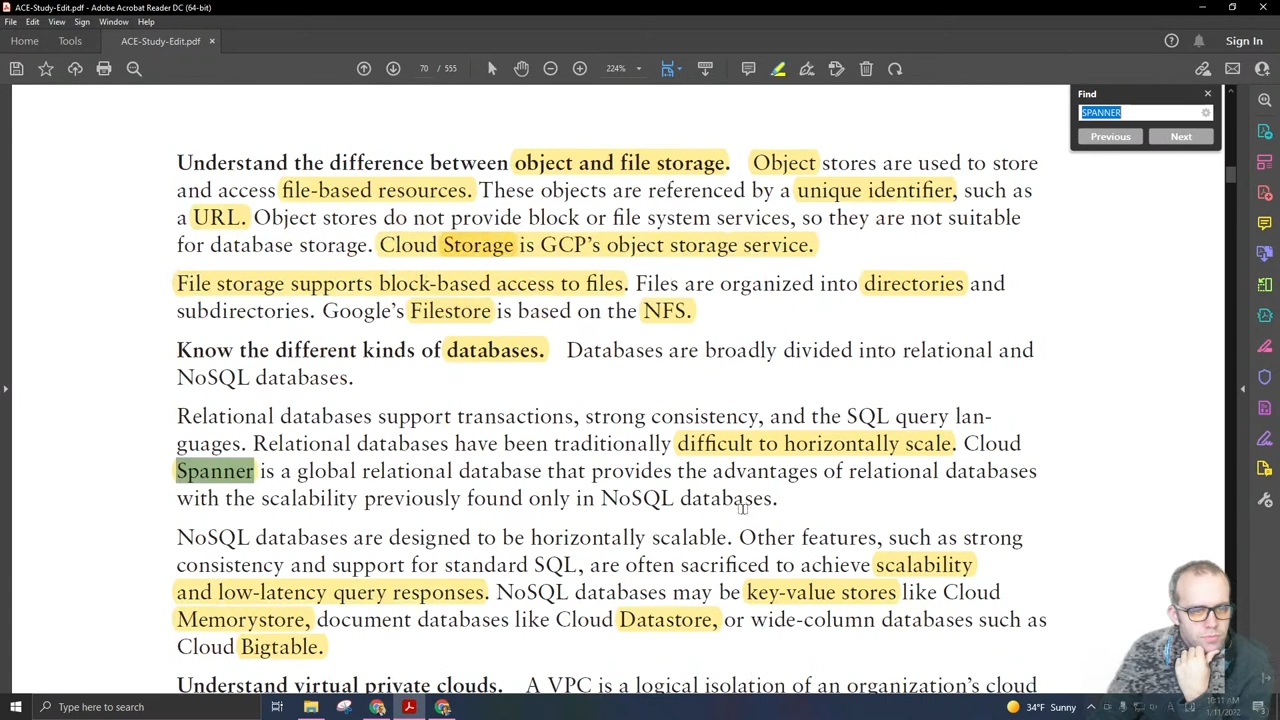 ACE-Study-Edit.pdf - Adobe Acrobat Reader DC (64-bit)
File Edit View Sign Window Help
Home Tools ACE-Study-Edit.pdf × Sign In
70 / 555 224%
Find
SPANNER
Previous Next
Understand the difference between object and file storage. Object stores are used to store
and access file-based resources. These objects are referenced by a unique identifier, such as
a URL. Object stores do not provide block or file system services, so they are not suitable
for database storage. Cloud Storage is GCP's object storage service.
File storage supports block-based access to files. Files are organized into directories and
subdirectories. Google's Filestore is based on the NFS.
Know the different kinds of databases. Databases are broadly divided into relational and
NoSQL databases.
Relational databases support transactions, strong consistency, and the SQL query lan-
guages. Relational databases have been traditionally difficult to horizontally scale. Cloud
Spanner is a global relational database that provides the advantages of relational databases
with the scalability previously found only in NoSQL databases.
NoSQL databases are designed to be horizontally scalable. Other features, such as strong
consistency and support for standard SQL, are often sacrificed to achieve scalability
and low-latency query responses. NoSQL databases may be key-value stores like Cloud
Memorystore, document databases like Cloud Datastore, or wide-column databases such as
Cloud Bigtable.
Understand virtual private clouds. A VPC is a logical isolation of an organization's cloud
Type here to search
34°F Sunny
10:11 AM
1/11/2022